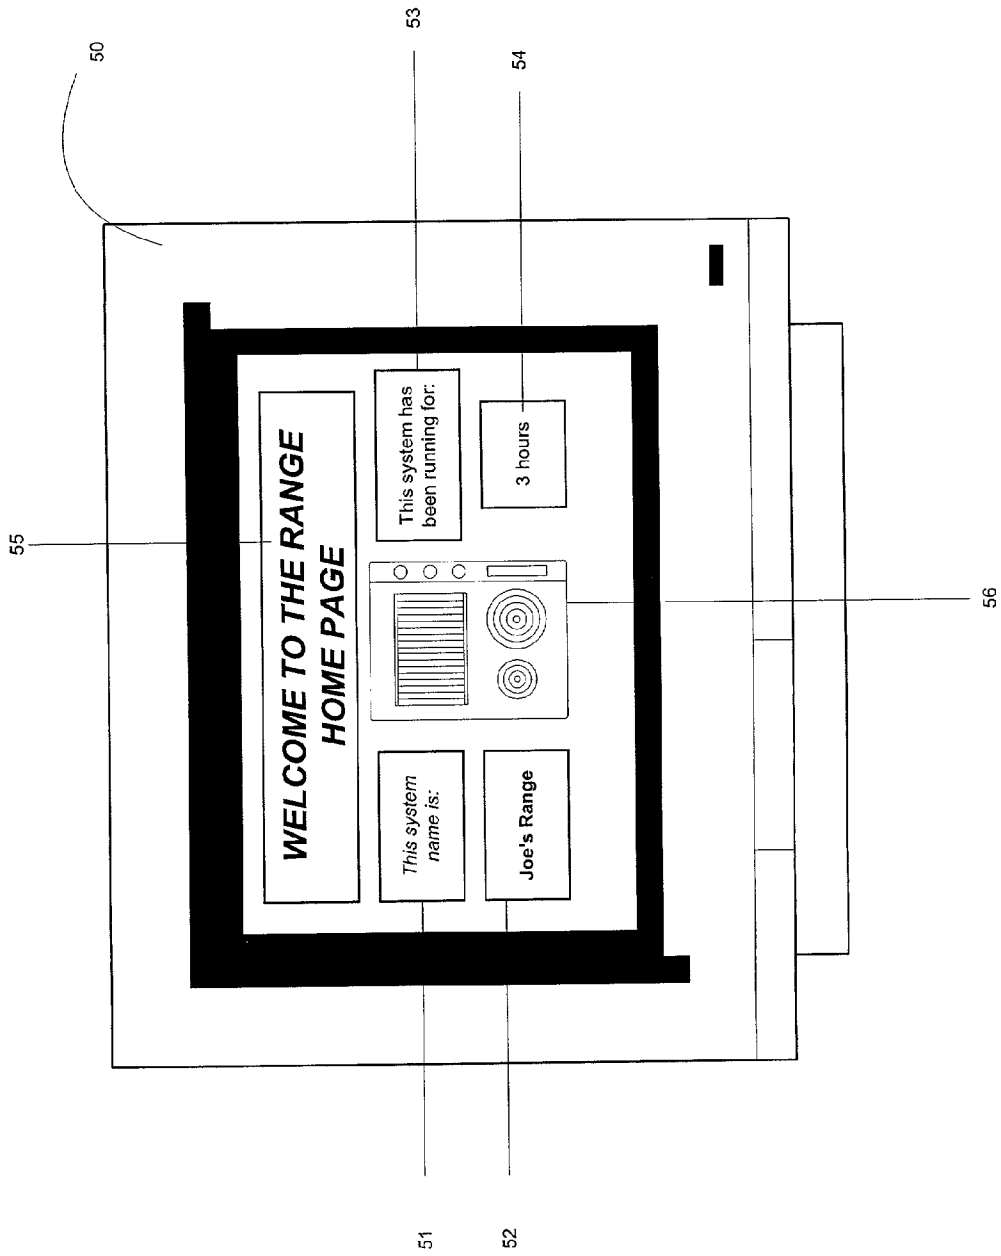 55
50
53
54
WELCOME TO THE RANGE
HOME PAGE
This system
name is:
Joe's Range
This system has
been running for:
3 hours
51
52
56